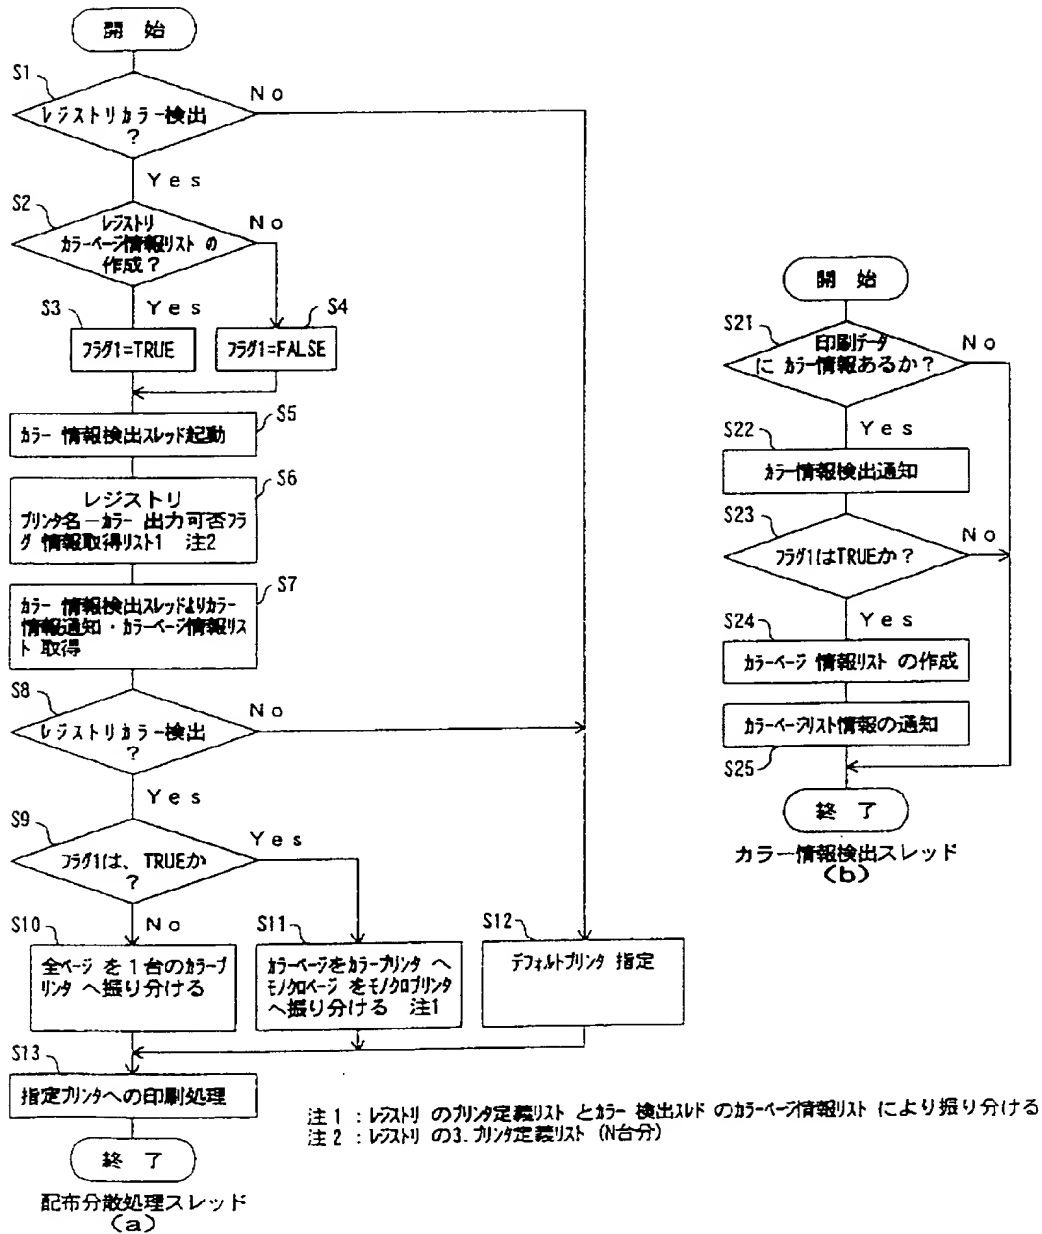 開 始
S1
No
レジストリカラー検出
?
Yes
S2
No
レジストリ
カラーページ情報リスト の
作成?
S3
Yes
S4
フラグ1=TRUE
フラグ1=FALSE
S5
カラー 情報検出スレッド起動
S6
レジストリ
プリンタ名-カラー 出力可否フラ
グ 情報取得リスト1 注2
S7
カラー 情報検出スレッドよりカラー
情報通知・カラーページ情報リス
ト 取得
S8
No
レジストリカラー検出
?
Yes
S9
Yes
フラグ1は、TRUEか
?
S10
No
全ページ を1台のカラープ
リンタ へ振り分ける
S11
カラーページをカラープリンタ へ
モノクロページ をモノクロプリンタ
へ振り分ける 注1
S12
デフォルトプリンタ 指定
S13
指定プリンタへの印刷処理
終 了
配布分散処理スレッド
(a)
開 始
S21
印刷データ
に カラー情報あるか?
No
Yes
S22
カラー情報検出通知
S23
フラグ1はTRUEか?
No
Yes
S24
カラーページ 情報リスト の作成
カラーページリスト情報の通知
S25
終 了
カラー情報検出スレッド
(b)
注1:レジストリ のプリンタ定義リスト とカラー 検出スレド のカラーページ情報リスト により振り分ける
注2:レジストリ の3.プリンタ定義リスト(N台分)